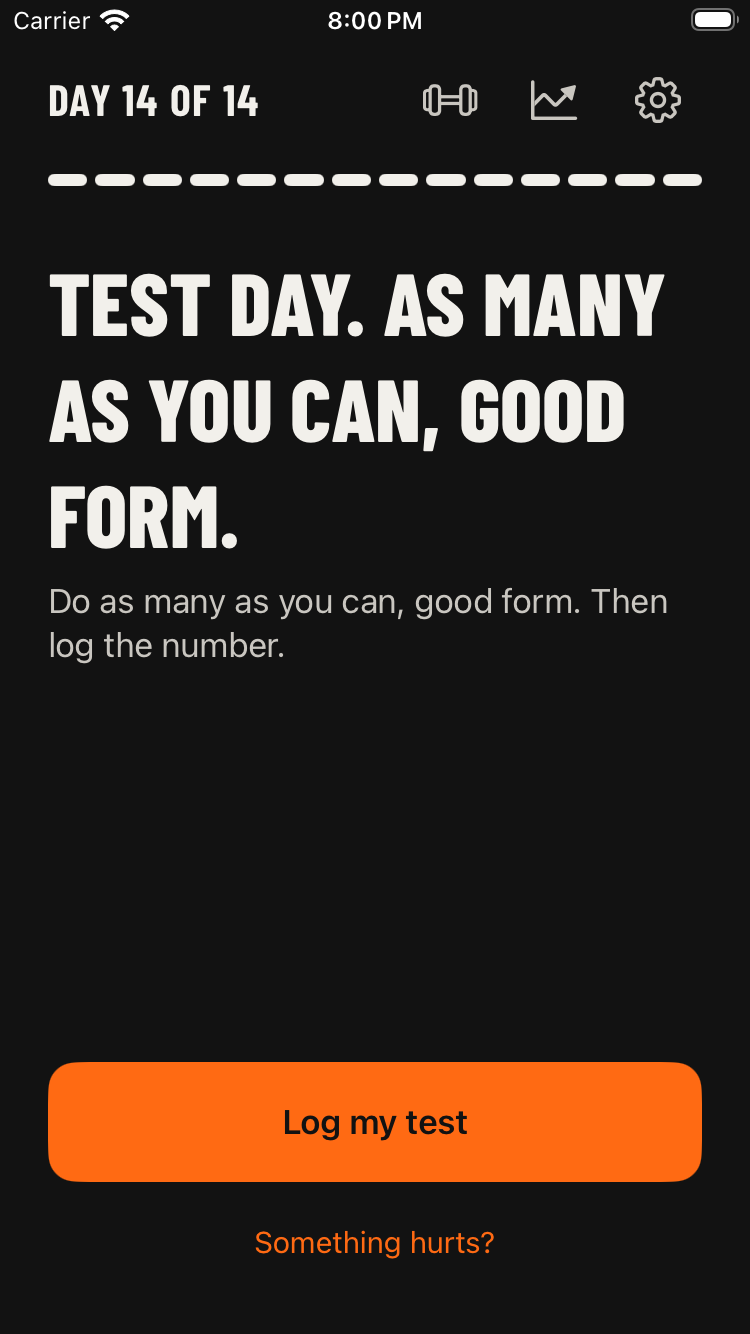 Carrier 8:00 PM
DAY 14 OF 14
TEST DAY. AS MANY
AS YOU CAN, GOOD
FORM.
Do as many as you can, good form. Then
log the number.
Log my test
Something hurts?